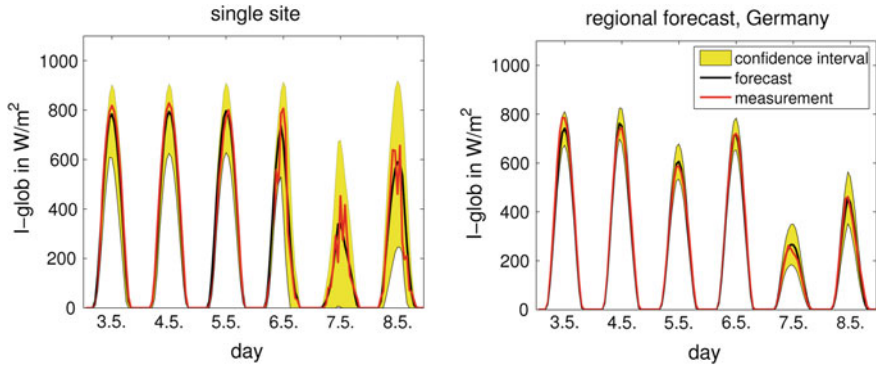 single site
I-glob in W/m²
1000
800
600
400
200
0
3.5. 4.5. 5.5. 6.5. 7.5. 8.5.
day
regional forecast, Germany
I-glob in W/m²
1000
800
600
400
200
0
confidence interval
forecast
measurement
3.5. 4.5. 5.5. 6.5. 7.5. 8.5.
day